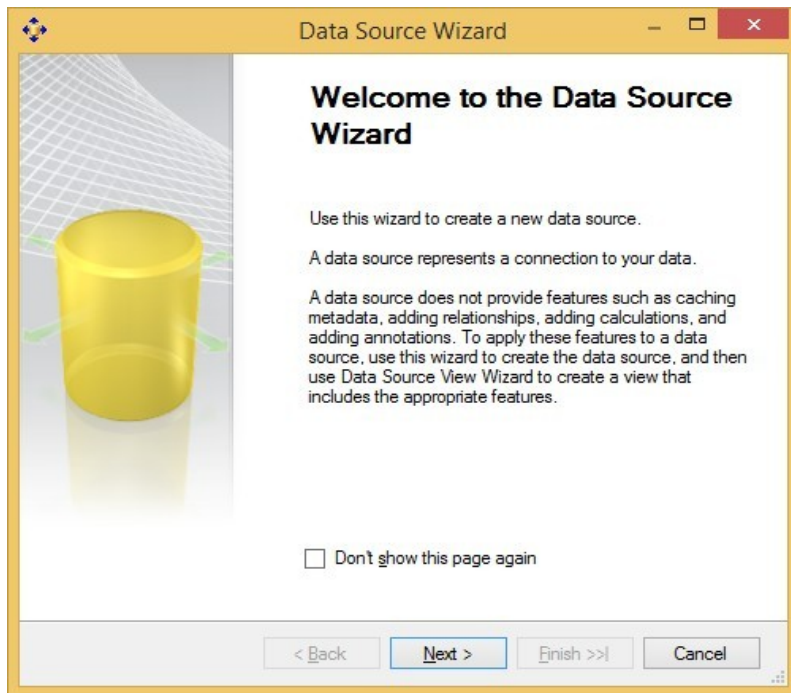 Data Source Wizard
Welcome to the Data Source
Wizard
Use this wizard to create a new data source.
A data source represents a connection to your data.
A data source does not provide features such as caching
metadata, adding relationships, adding calculations, and
adding annotations. To apply these features to a data
source, use this wizard to create the data source, and then
use Data Source View Wizard to create a view that
includes the appropriate features.
Don't show this page again
< Back Next > Finish >>| Cancel